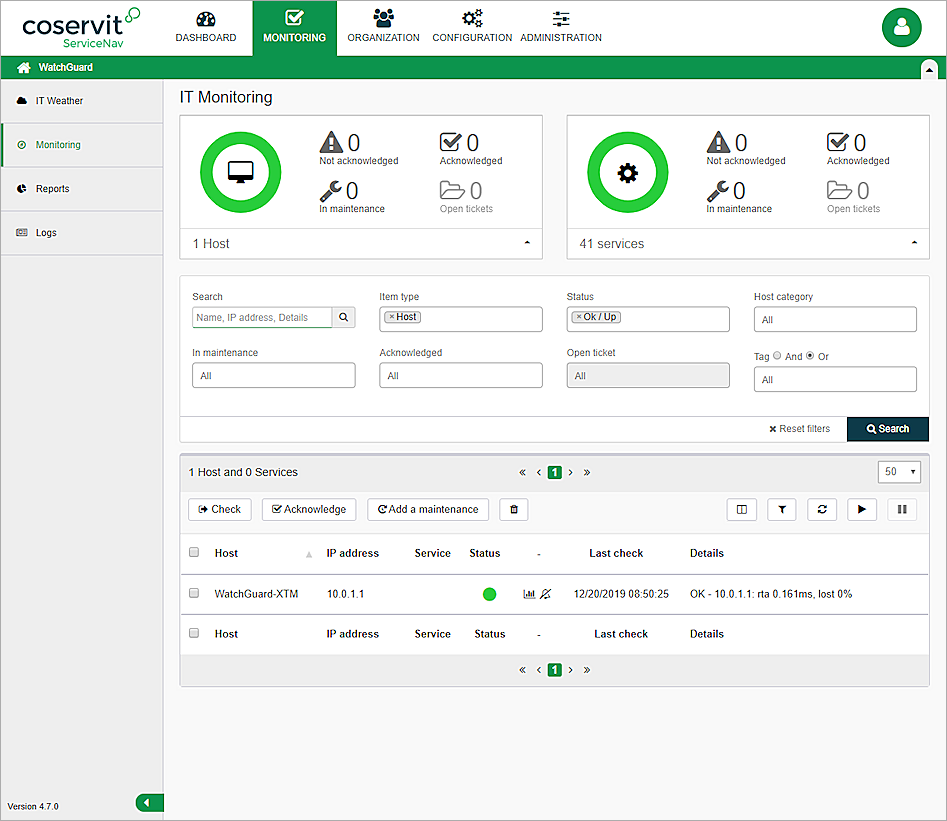 coservit
ServiceNav
DASHBOARD
MONITORING
ORGANIZATION
CONFIGURATION
ADMINISTRATION
WatchGuard
IT Weather
Monitoring
Reports
Logs
Version 4.7.0
IT Monitoring
0
Not acknowledged
0
Acknowledged
0
In maintenance
0
Open tickets
1 Host
0
Not acknowledged
0
Acknowledged
0
In maintenance
0
Open tickets
41 services
Search
Item type
Status
Host category
Name, IP address, Details
× Host
× Ok / Up
All
In maintenance
Acknowledged
Open ticket
Tag And Or
All
All
All
All
Reset filters
Search
1 Host and 0 Services
« ‹ 1 › »
50
Check
Acknowledge
Add a maintenance
Host IP address Service Status - Last check Details
WatchGuard-XTM 10.0.1.1 12/20/2019 08:50:25 OK - 10.0.1.1: rta 0.161ms, lost 0%
Host IP address Service Status - Last check Details
« ‹ 1 › »